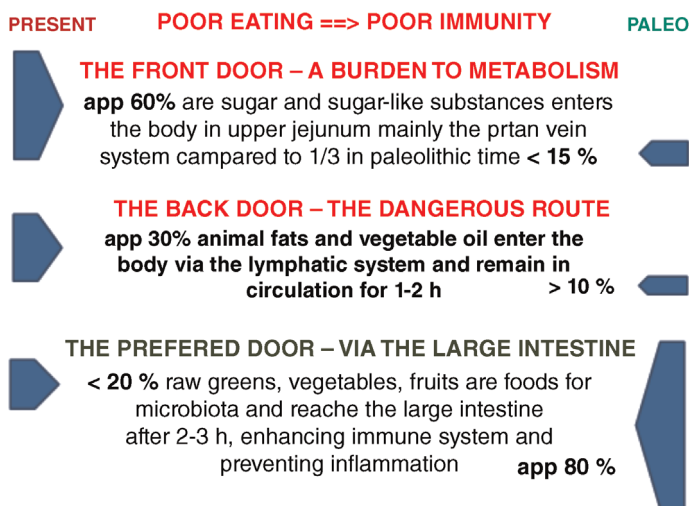 PRESENT POOR EATING ==> POOR IMMUNITY PALEO
THE FRONT DOOR – A BURDEN TO METABOLISM
app 60% are sugar and sugar-like substances enters
the body in upper jejunum mainly the prtan vein
system campared to 1/3 in paleolithic time < 15 %
THE BACK DOOR – THE DANGEROUS ROUTE
app 30% animal fats and vegetable oil enter the
body via the lymphatic system and remain in
circulation for 1-2 h > 10 %
THE PREFERED DOOR – VIA THE LARGE INTESTINE
< 20 % raw greens, vegetables, fruits are foods for
microbiota and reache the large intestine
after 2-3 h, enhancing immune system and
preventing inflammation app 80 %